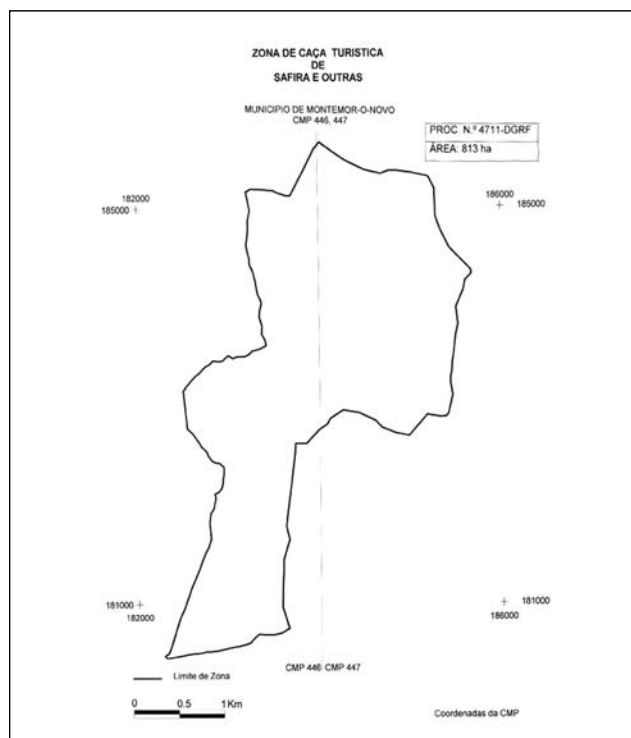 ZONA DE CAÇA TURISTICA
DE
SAFIRA E OUTRAS
MUNICIPIO DE MONTEMOR-O-NOVO
CMP 446, 447
PROC. N.º 4711-DGRF
ÁREA: 813 ha
182000
185000
186000
185000
181000
182000
181000
186000
CMP 446 CMP 447
Limite de Zona
0 0.5 1Km
Coordenadas da CMP